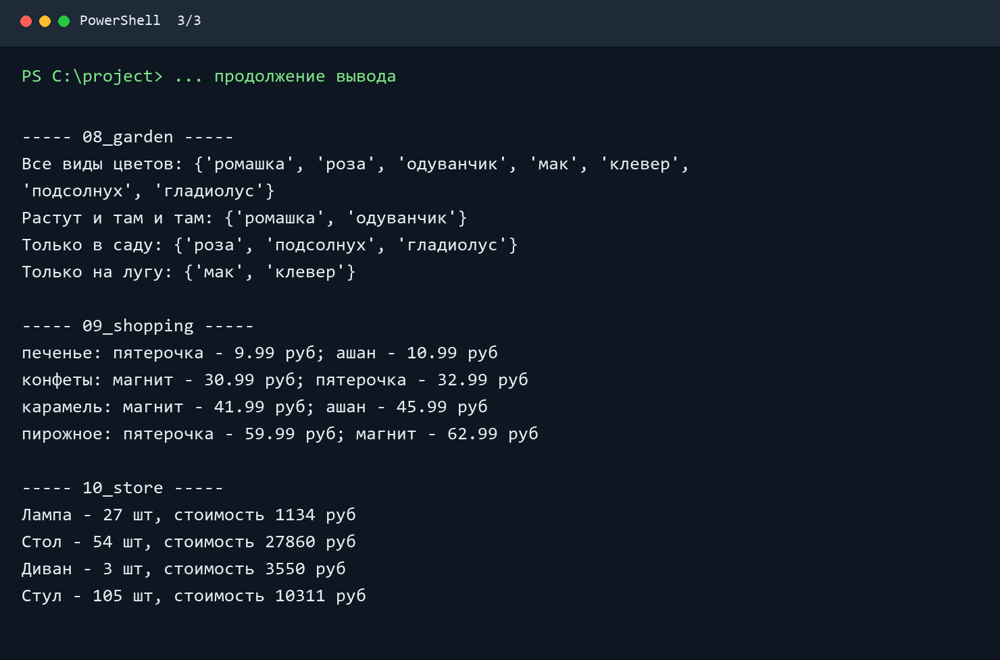 PowerShell 3/3
PS C:\project> ... продолжение вывода
----- 08_garden -----
Все виды цветов: {'ромашка', 'роза', 'одуванчик', 'мак', 'клевер',
'подсолнух', 'гладиолус'}
Растут и там и там: {'ромашка', 'одуванчик'}
Только в саду: {'роза', 'подсолнух', 'гладиолус'}
Только на лугу: {'мак', 'клевер'}
----- 09_shopping -----
печенье: пятерочка - 9.99 руб; ашан - 10.99 руб
конфеты: магнит - 30.99 руб; пятерочка - 32.99 руб
карамель: магнит - 41.99 руб; ашан - 45.99 руб
пирожное: пятерочка - 59.99 руб; магнит - 62.99 руб
----- 10_store -----
Лампа - 27 шт, стоимость 1134 руб
Стол - 54 шт, стоимость 27860 руб
Диван - 3 шт, стоимость 3550 руб
Стул - 105 шт, стоимость 10311 руб